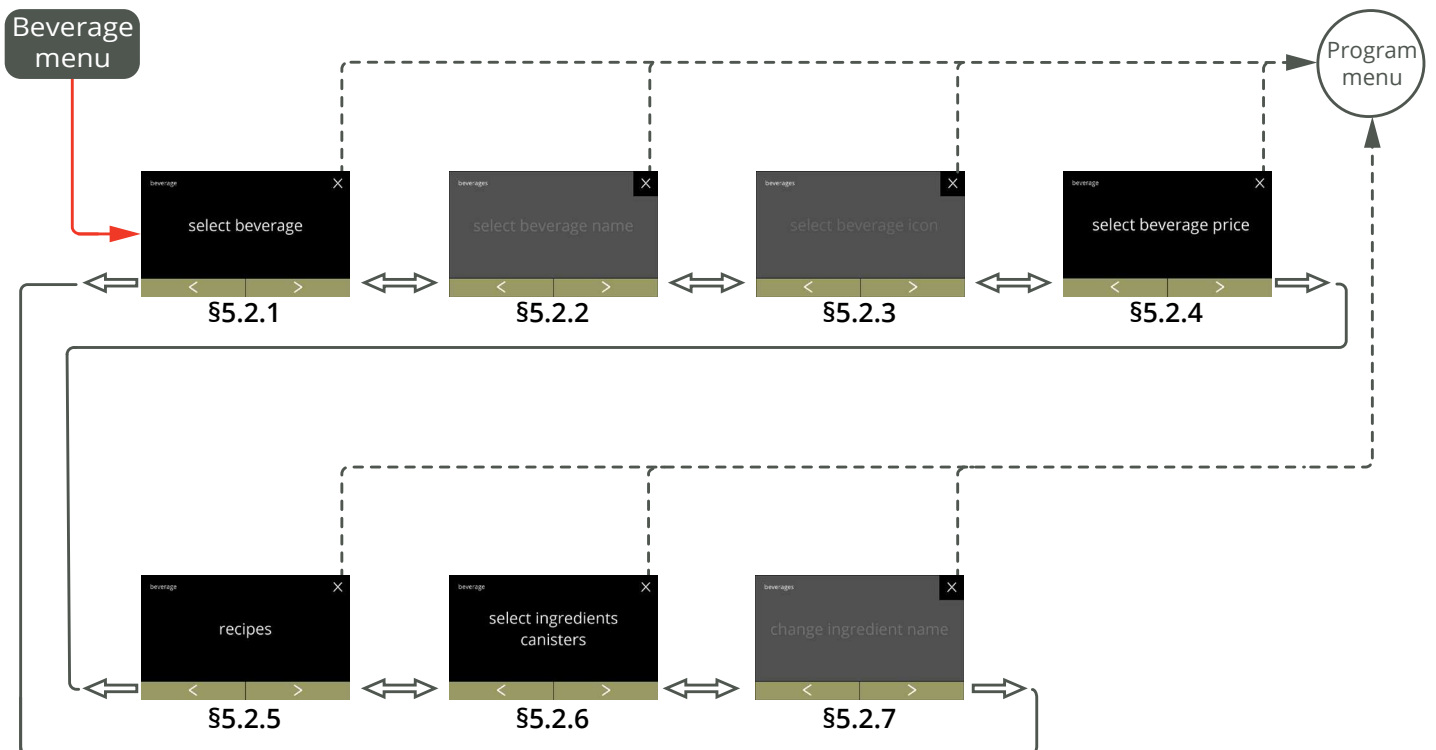 Beverage
menu
Program
menu
beverage X
select beverage
< >
§5.2.1
beverages X
select beverage name
< >
§5.2.2
beverages X
select beverage icon
< >
§5.2.3
beverage X
select beverage price
< >
§5.2.4
beverage X
recipes
< >
§5.2.5
beverage X
select ingredients
canisters
< >
§5.2.6
beverages X
change ingredient name
< >
§5.2.7